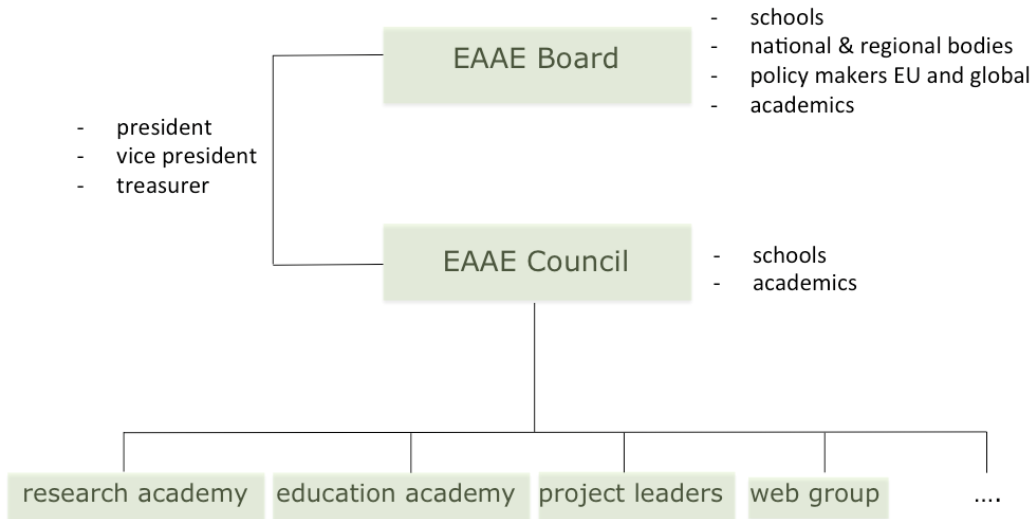 EAAE Board
- schools
- national & regional bodies
- policy makers EU and global
- academics
- president
- vice president
- treasurer
EAAE Council
- schools
- academics
research academy
education academy
project leaders
web group
....